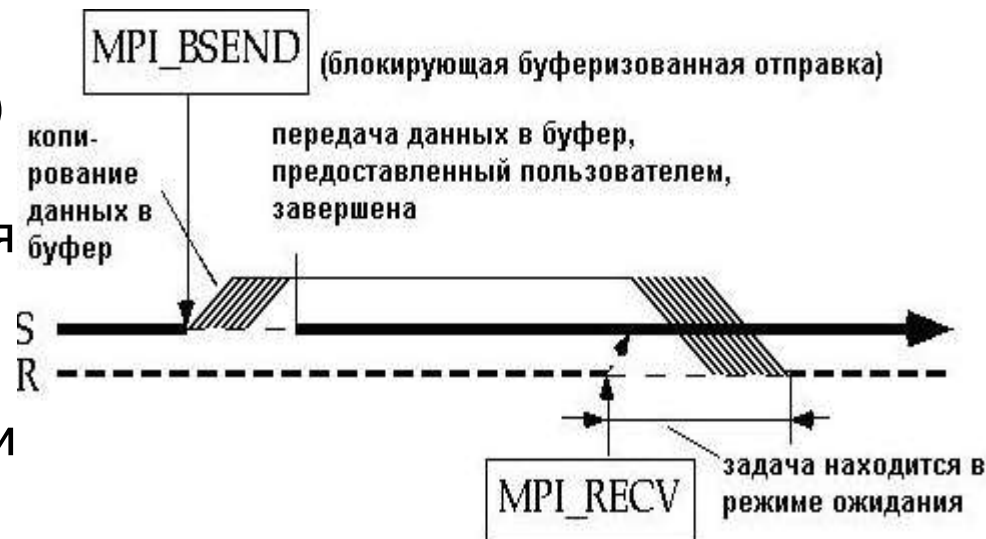 MPI_BSEND
(блокирующая буферизованная отправка)
)
копи-
рование
данных в
буфер
передача данных в буфер,
предоставленный пользователем,
завершена
я
S
R
и
MPI_RECV
задача находится в
режиме ожидания